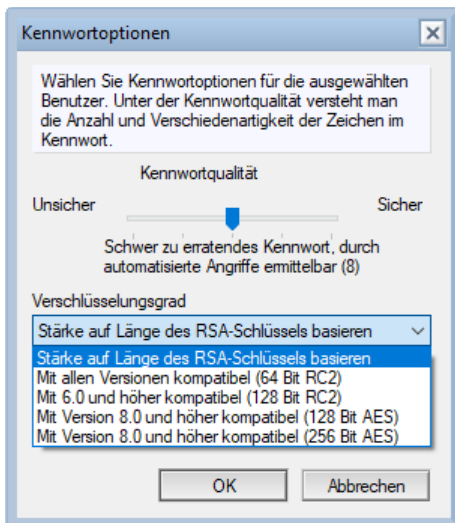 Kennwortoptionen
Wählen Sie Kennwortoptionen für die ausgewählten
Benutzer. Unter der Kennwortqualität versteht man
die Anzahl und Verschiedenartigkeit der Zeichen im
Kennwort.
Kennwortqualität
Unsicher
Sicher
Schwer zu erratendes Kennwort, durch
automatisierte Angriffe ermittelbar (8)
Verschlüsselungsgrad
Stärke auf Länge des RSA-Schlüssels basieren
Stärke auf Länge des RSA-Schlüssels basieren
Mit allen Versionen kompatibel (64 Bit RC2)
Mit 6.0 und höher kompatibel (128 Bit RC2)
Mit Version 8.0 und höher kompatibel (128 Bit AES)
Mit Version 8.0 und höher kompatibel (256 Bit AES)
OK
Abbrechen